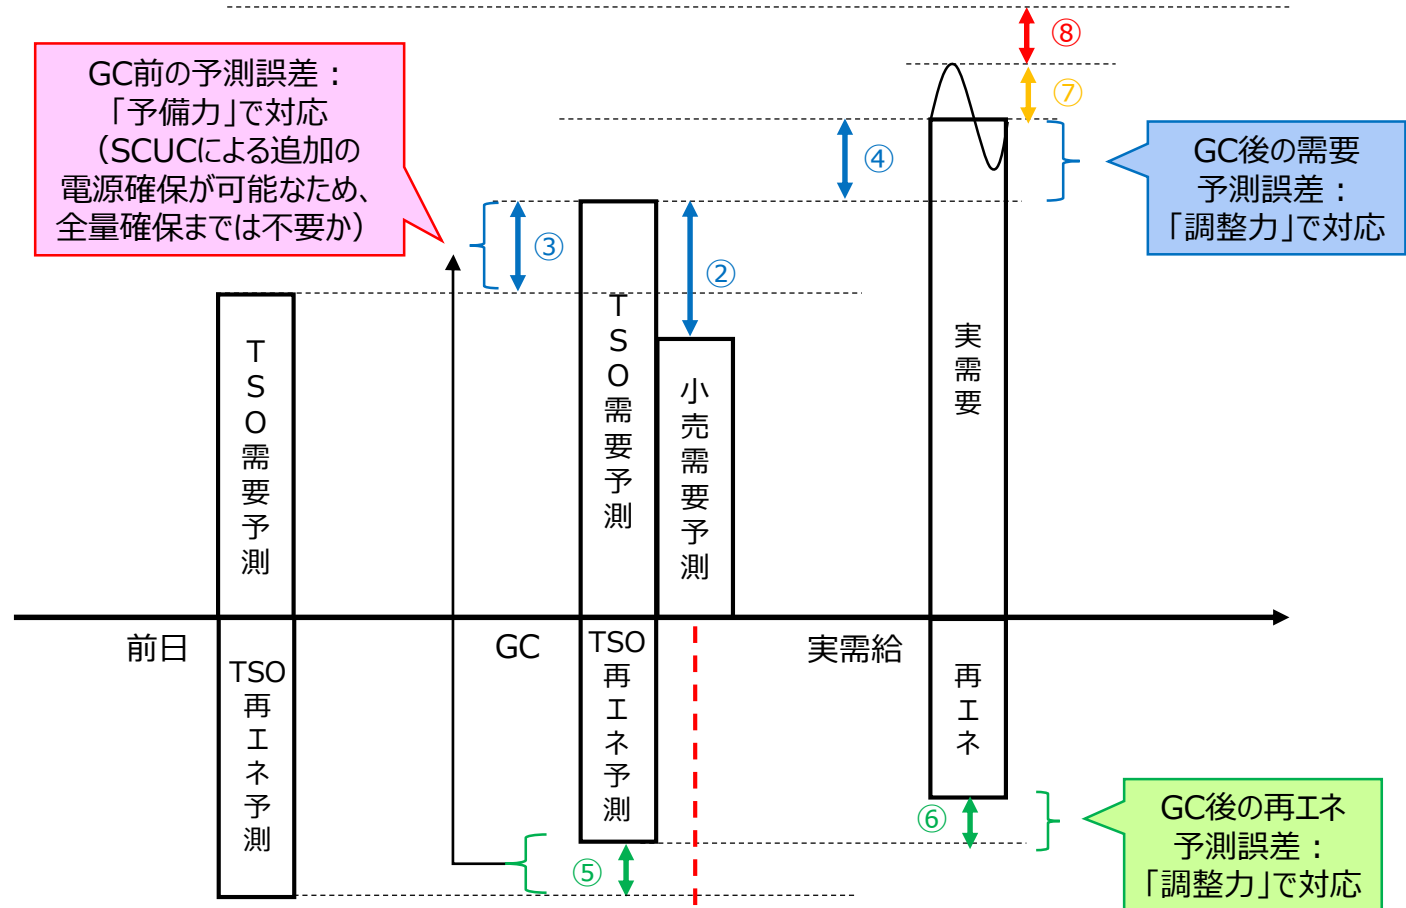 ⑧
GC前の予測誤差：
「予備力」で対応
（SCUCによる追加の
電源確保が可能なため、
全量確保までは不要か）
⑦
④
GC後の需要
予測誤差：
「調整力」で対応
③
②
TSO需要予測
TSO需要予測
小売需要予測
実需要
前日
GC
実需給
TSO
再エネ予測
TSO
再エネ予測
再エネ
⑤
⑥
GC後の再エネ
予測誤差：
「調整力」で対応